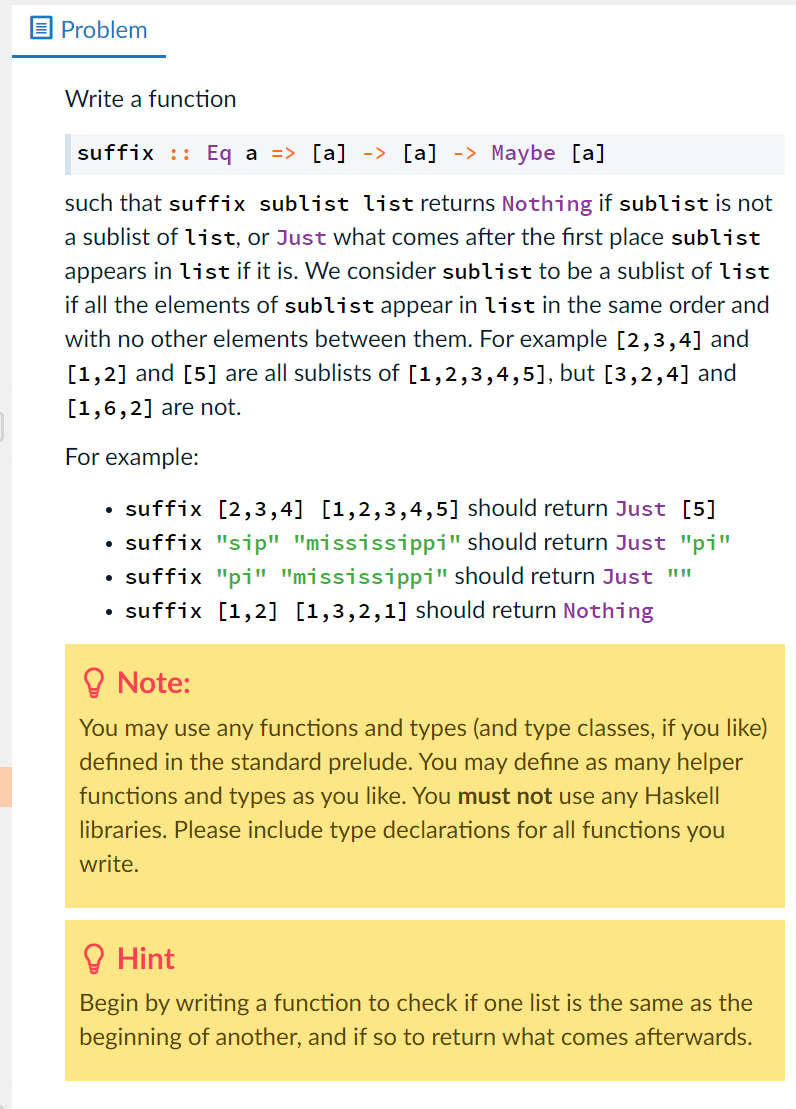 Problem
Write a function
suffix :: Eq a => [a] -> [a] -> Maybe [a]
such that suffix sublist list returns Nothing if sublist is not
a sublist of list, or Just what comes after the first place sublist
appears in list if it is. We consider sublist to be a sublist of list
if all the elements of sublist appear in list in the same order and
with no other elements between them. For example [2,3,4] and
[1,2] and [5] are all sublists of [1,2,3,4,5], but [3,2,4] and
[1,6,2] are not.
For example:
• suffix [2,3,4] [1,2,3,4,5] should return Just [5]
• suffix "sip" "mississippi" should return Just "pi"
• suffix "pi" "mississippi" should return Just ""
• suffix [1,2] [1,3,2,1] should return Nothing
Note:
You may use any functions and types (and type classes, if you like)
defined in the standard prelude. You may define as many helper
functions and types as you like. You must not use any Haskell
libraries. Please include type declarations for all functions you
write.
Hint
Begin by writing a function to check if one list is the same as the
beginning of another, and if so to return what comes afterwards.